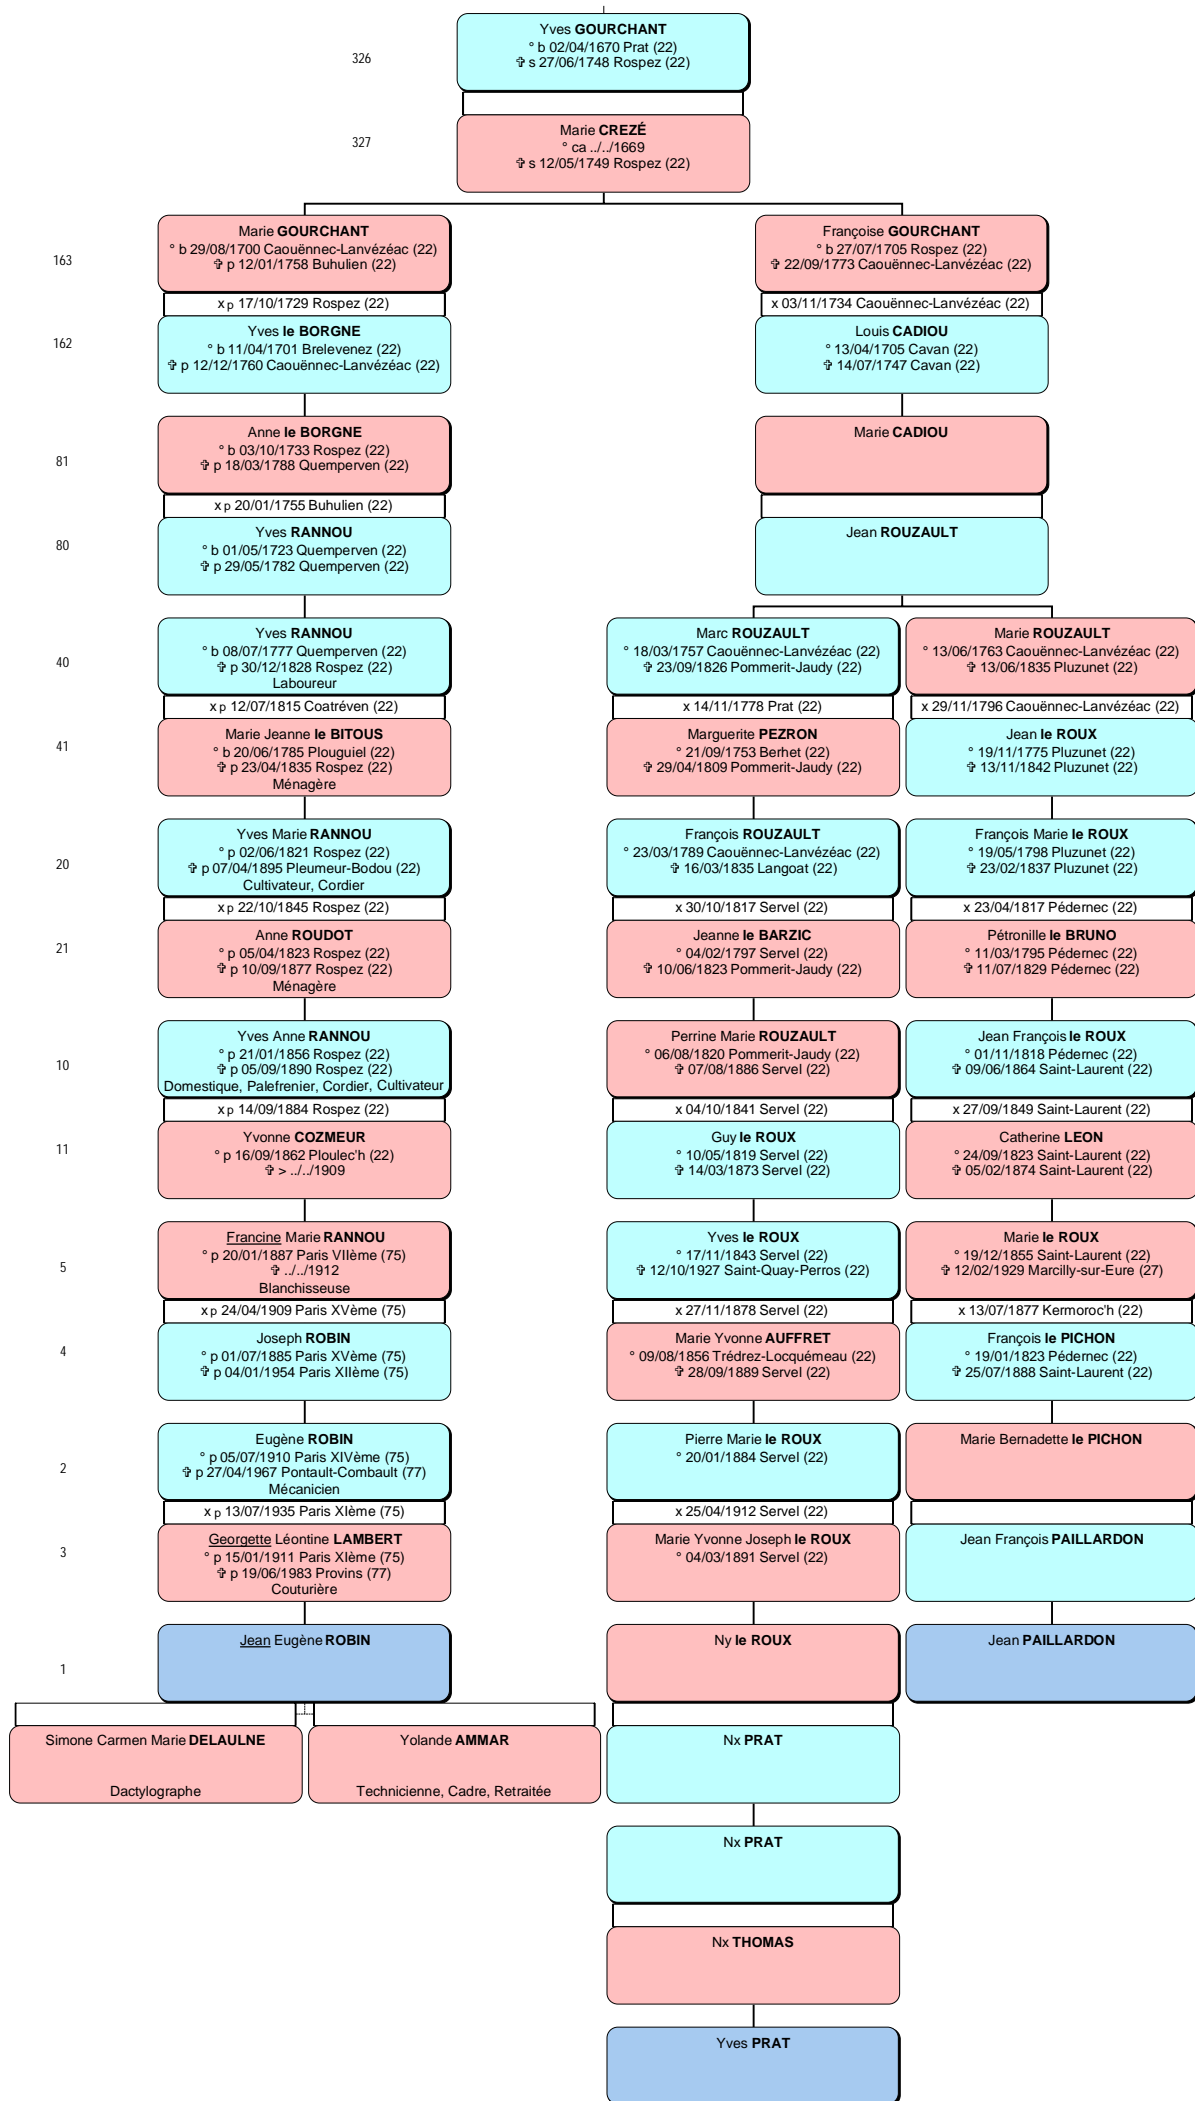 326
Yves GOURCHANT
° b 02/04/1670 Prat (22)
✞ s 27/06/1748 Rospez (22)
327
Marie CREZÉ
° ca ../../1669
✞ s 12/05/1749 Rospez (22)
163
Marie GOURCHANT
° b 29/08/1700 Caouënnec-Lanvézéac (22)
✞ p 12/01/1758 Buhulien (22)
x p 17/10/1729 Rospez (22)
Françoise GOURCHANT
° b 27/07/1705 Rospez (22)
✞ 22/09/1773 Caouënnec-Lanvézéac (22)
x 03/11/1734 Caouënnec-Lanvézéac (22)
162
Yves le BORGNE
° b 11/04/1701 Brelevenez (22)
✞ p 12/12/1760 Caouënnec-Lanvézéac (22)
Louis CADIOU
° 13/04/1705 Cavan (22)
✞ 14/07/1747 Cavan (22)
81
Anne le BORGNE
° b 03/10/1733 Rospez (22)
✞ p 18/03/1788 Quemperven (22)
x p 20/01/1755 Buhulien (22)
Marie CADIOU
80
Yves RANNOU
° b 01/05/1723 Quemperven (22)
✞ p 29/05/1782 Quemperven (22)
Jean ROUZAULT
40
Yves RANNOU
° b 08/07/1777 Quemperven (22)
✞ p 30/12/1828 Rospez (22)
Laboureur
x p 12/07/1815 Coatréven (22)
Marc ROUZAULT
° 18/03/1757 Caouënnec-Lanvézéac (22)
✞ 23/09/1826 Pommerit-Jaudy (22)
x 14/11/1778 Prat (22)
Marie ROUZAULT
° 13/06/1763 Caouënnec-Lanvézéac (22)
✞ 13/06/1835 Pluzunet (22)
x 29/11/1796 Caouënnec-Lanvézéac (22)
41
Marie Jeanne le BITOUS
° b 20/06/1785 Plouguiel (22)
✞ p 23/04/1835 Rospez (22)
Ménagère
Marguerite PEZRON
° 21/09/1753 Berhet (22)
✞ 29/04/1809 Pommerit-Jaudy (22)
Jean le ROUX
° 19/11/1775 Pluzunet (22)
✞ 13/11/1842 Pluzunet (22)
20
Yves Marie RANNOU
° p 02/06/1821 Rospez (22)
✞ p 07/04/1895 Pleumeur-Bodou (22)
Cultivateur, Cordier
x p 22/10/1845 Rospez (22)
François ROUZAULT
° 23/03/1789 Caouënnec-Lanvézéac (22)
✞ 16/03/1835 Langoat (22)
x 30/10/1817 Servel (22)
François Marie le ROUX
° 19/05/1798 Pluzunet (22)
✞ 23/02/1837 Pluzunet (22)
x 23/04/1817 Pédernec (22)
21
Anne ROUDOT
° p 05/04/1823 Rospez (22)
✞ p 10/09/1877 Rospez (22)
Ménagère
Jeanne le BARZIC
° 04/02/1797 Servel (22)
✞ 10/06/1823 Pommerit-Jaudy (22)
Pétronille le BRUNO
° 11/03/1795 Pédernec (22)
✞ 11/07/1829 Pédernec (22)
10
Yves Anne RANNOU
° p 21/01/1856 Rospez (22)
✞ p 05/09/1890 Rospez (22)
Domestique, Palefrenier, Cordier, Cultivateur
x p 14/09/1884 Rospez (22)
Perrine Marie ROUZAULT
° 06/08/1820 Pommerit-Jaudy (22)
✞ 07/08/1886 Servel (22)
x 04/10/1841 Servel (22)
Jean François le ROUX
° 01/11/1818 Pédernec (22)
✞ 09/06/1864 Saint-Laurent (22)
x 27/09/1849 Saint-Laurent (22)
11
Yvonne COZMEUR
° p 16/09/1862 Ploulec'h (22)
✞ > ../../1909
Guy le ROUX
° 10/05/1819 Servel (22)
✞ 14/03/1873 Servel (22)
Catherine LEON
° 24/09/1823 Saint-Laurent (22)
✞ 05/02/1874 Saint-Laurent (22)
5
Francine Marie RANNOU
° p 20/01/1887 Paris VIIème (75)
✞ ../../1912
Blanchisseuse
x p 24/04/1909 Paris XVème (75)
Yves le ROUX
° 17/11/1843 Servel (22)
✞ 12/10/1927 Saint-Quay-Perros (22)
x 27/11/1878 Servel (22)
Marie le ROUX
° 19/12/1855 Saint-Laurent (22)
✞ 12/02/1929 Marcilly-sur-Eure (27)
x 13/07/1877 Kermoroc'h (22)
4
Joseph ROBIN
° p 01/07/1885 Paris XVème (75)
✞ p 04/01/1954 Paris XIIème (75)
Marie Yvonne AUFFRET
° 09/08/1856 Trédrez-Locquémeau (22)
✞ 28/09/1889 Servel (22)
François le PICHON
° 19/01/1823 Pédernec (22)
✞ 25/07/1888 Saint-Laurent (22)
2
Eugène ROBIN
° p 05/07/1910 Paris XIVème (75)
✞ p 27/04/1967 Pontault-Combault (77)
Mécanicien
x p 13/07/1935 Paris XIème (75)
Pierre Marie le ROUX
° 20/01/1884 Servel (22)
x 25/04/1912 Servel (22)
Marie Bernadette le PICHON
3
Georgette Léontine LAMBERT
° p 15/01/1911 Paris XIème (75)
✞ p 19/06/1983 Provins (77)
Couturière
Marie Yvonne Joseph le ROUX
° 04/03/1891 Servel (22)
Jean François PAILLARDON
1
Jean Eugène ROBIN
Ny le ROUX
Jean PAILLARDON
Simone Carmen Marie DELAULNE
Dactylographe
Yolande AMMAR
Technicienne, Cadre, Retraitée
Nx PRAT
Nx PRAT
Nx THOMAS
Yves PRAT